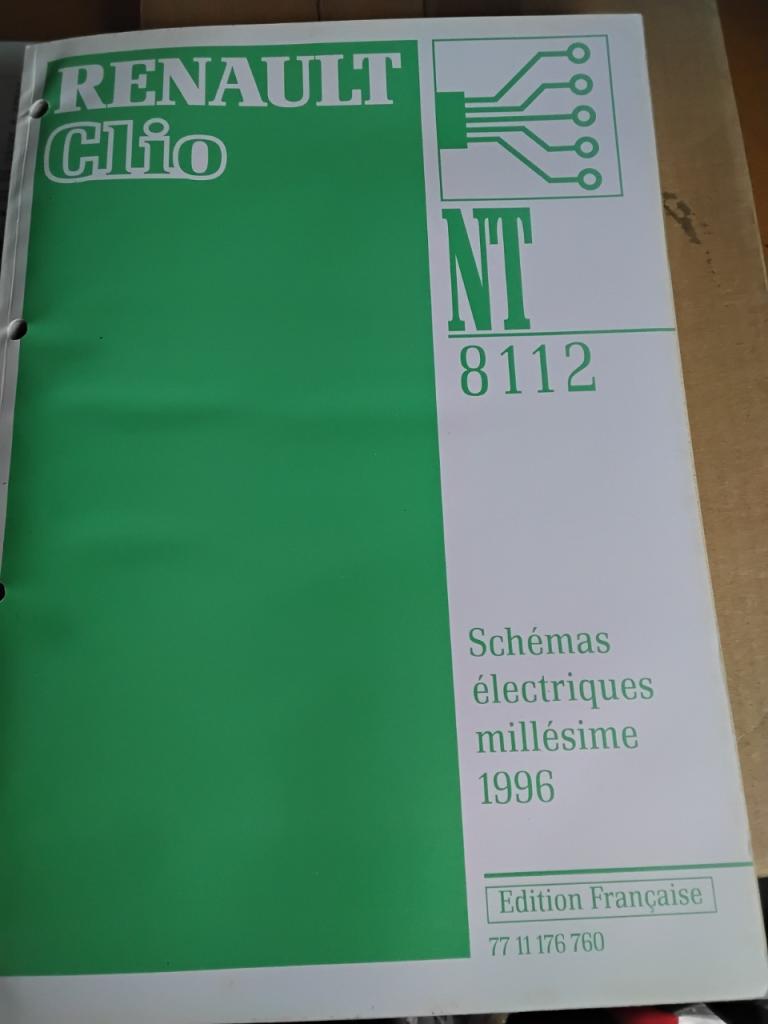 RENAULT
Clio
NT
8112
Schémas
électriques
millésime
1996
Edition Française
77 11 176 760